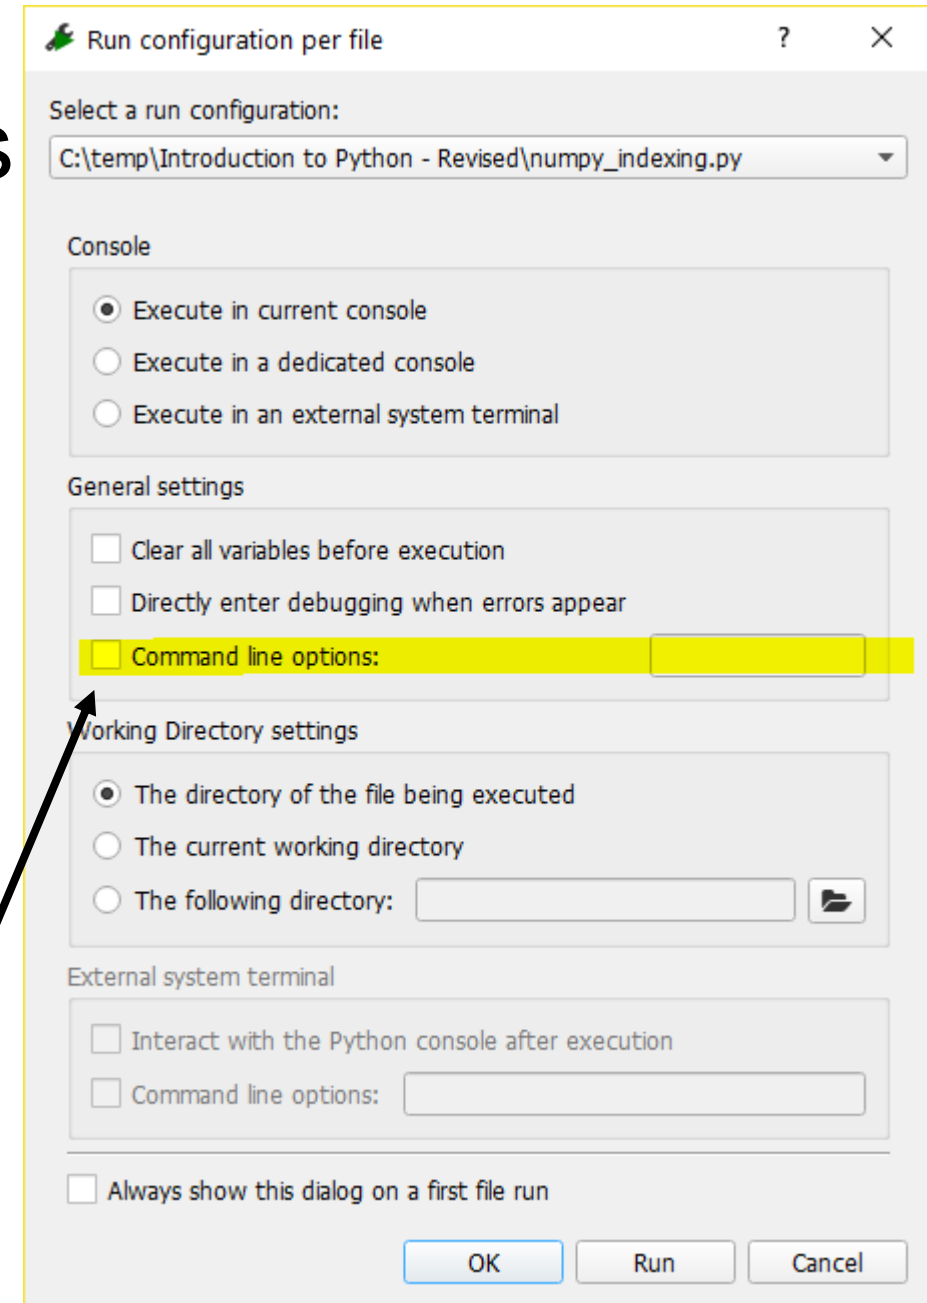 Run configuration per file ? ×
Select a run configuration:
s
C:\temp\Introduction to Python - Revised\numpy_indexing.py
Console
Execute in current console
Execute in a dedicated console
Execute in an external system terminal
General settings
Clear all variables before execution
Directly enter debugging when errors appear
Command line options:
Working Directory settings
The directory of the file being executed
The current working directory
The following directory:
External system terminal
Interact with the Python console after execution
Command line options:
Always show this dialog on a first file run
OK Run Cancel